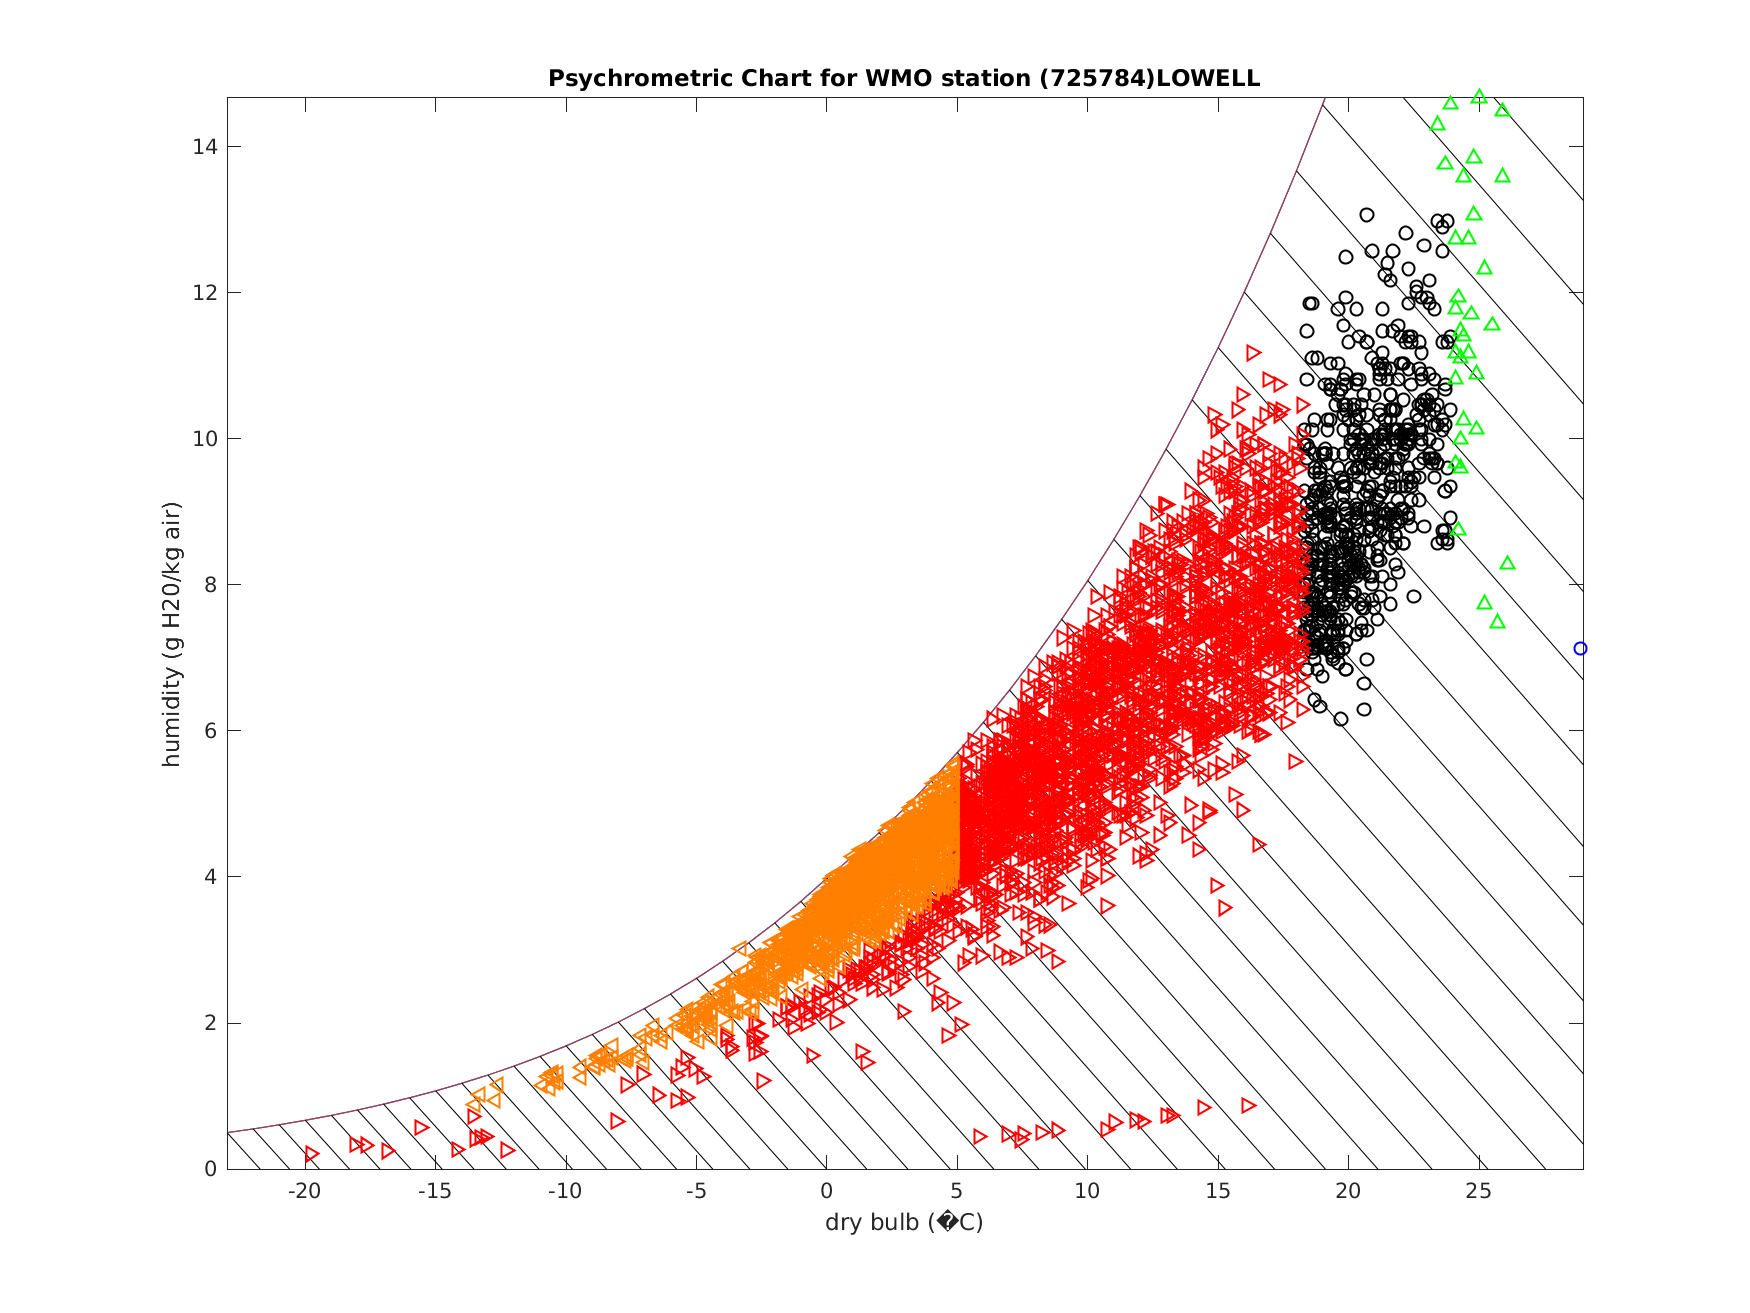 Psychrometric Chart for WMO station (725784)LOWELL
humidity (g H20/kg air)
14
12
10
8
6
4
2
0
-20 -15 -10 -5 0 5 10 15 20 25
dry bulb (�C)